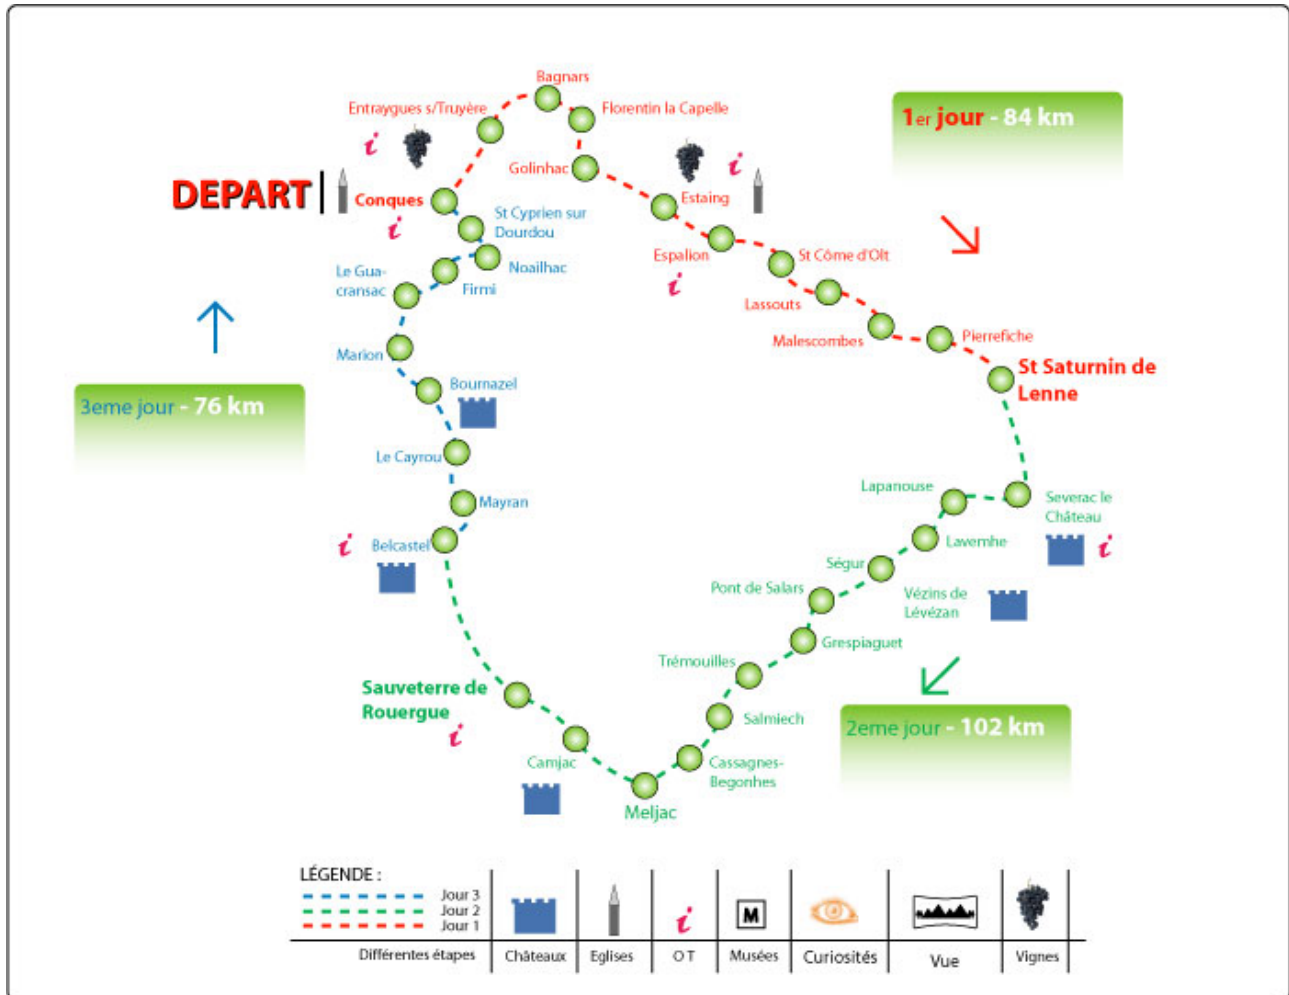 Bagnars
Entraygues s/Truyère
Florentin la Capelle
1er jour - 84 km
Golinhac
DEPART
Conques
Estaing
St Cyprien sur
Dourdou
Espalion
St Côme d'Olt
Noailhac
Le Gua-
cransac
Firmi
Lassouts
Malescombes
Pierrefiche
Marion
St Saturnin de
Lenne
Bournazel
3eme jour - 76 km
Le Cayrou
Lapanouse
Severac le
Château
Mayran
Belcastel
Lavernhe
Ségur
Pont de Salars
Vézins de
Lévézan
Grespiaguet
Trémouilles
Sauveterre de
Rouergue
Salmiech
2eme jour - 102 km
Camjac
Cassagnes-
Begonhes
Meljac
LÉGENDE :
Jour 3
Jour 2
Jour 1
M
Différentes étapes
Châteaux
Eglises
O T
Musées
Curiosités
Vue
Vignes